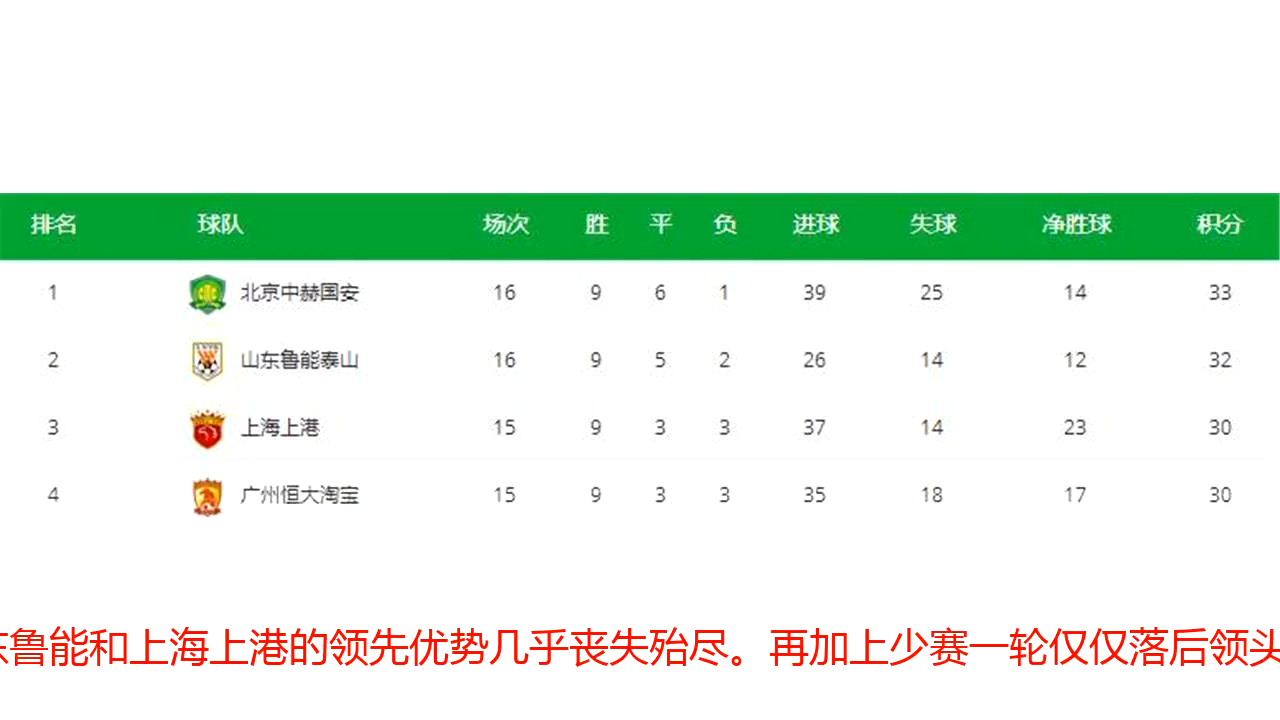 排名 球队 场次 胜 平 负 进球 失球 净胜球 积分
1 北京中赫国安 16 9 6 1 39 25 14 33
2 山东鲁能泰山 16 9 5 2 26 14 12 32
3 上海上港 15 9 3 3 37 14 23 30
4 广州恒大淘宝 15 9 3 3 35 18 17 30
东鲁能和上海上港的领先优势几乎丧失殆尽。再加上少赛一轮仅仅落后领头